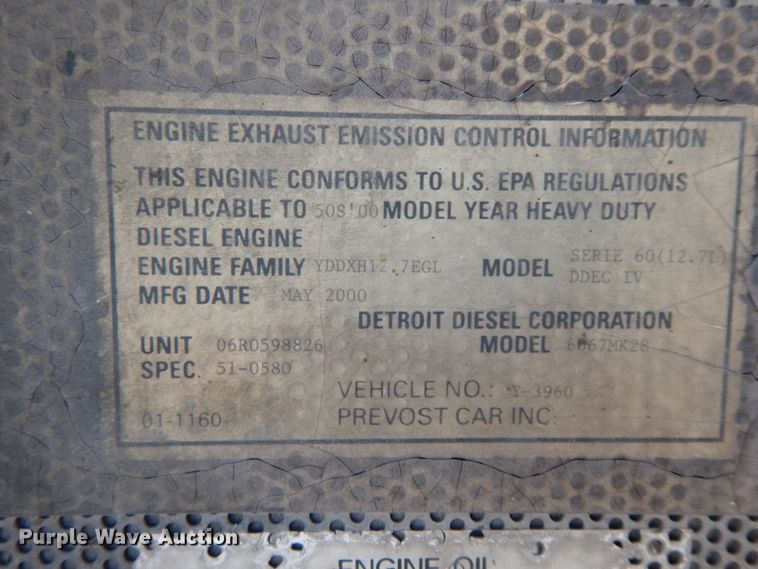 ENGINE EXHAUST EMISSION CONTROL INFORMATION
THIS ENGINE CONFORMS TO U.S. EPA REGULATIONS
APPLICABLE TO 50S'00 MODEL YEAR HEAVY DUTY
DIESEL ENGINE
ENGINE FAMILY YDDXH12.7EGL MODEL SERIE 60(12.7L)
DDEC IV
MFG DATE MAY 2000
DETROIT DIESEL CORPORATION
UNIT 06R0598826 MODEL 6067MK28
SPEC. 51-0580
VEHICLE NO.: Y-3960
01-1160 PREVOST CAR INC.
Purple Wave Auction
ENGINE OIL